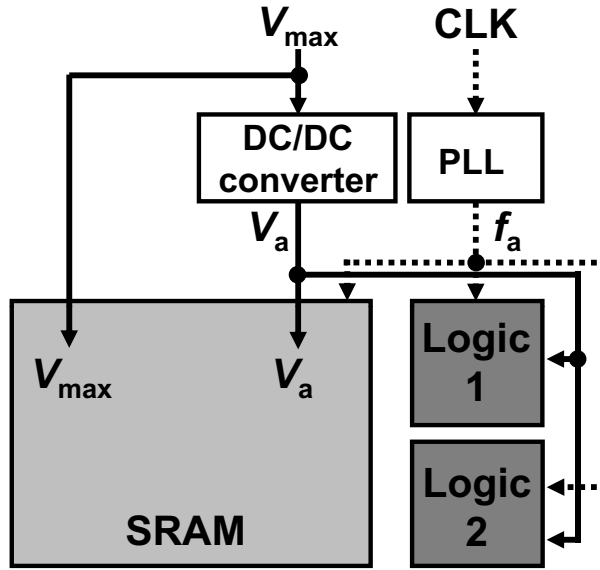 Vmax
CLK
DC/DC
converter
PLL
Va
fa
Vmax
Va
Logic
1
SRAM
Logic
2